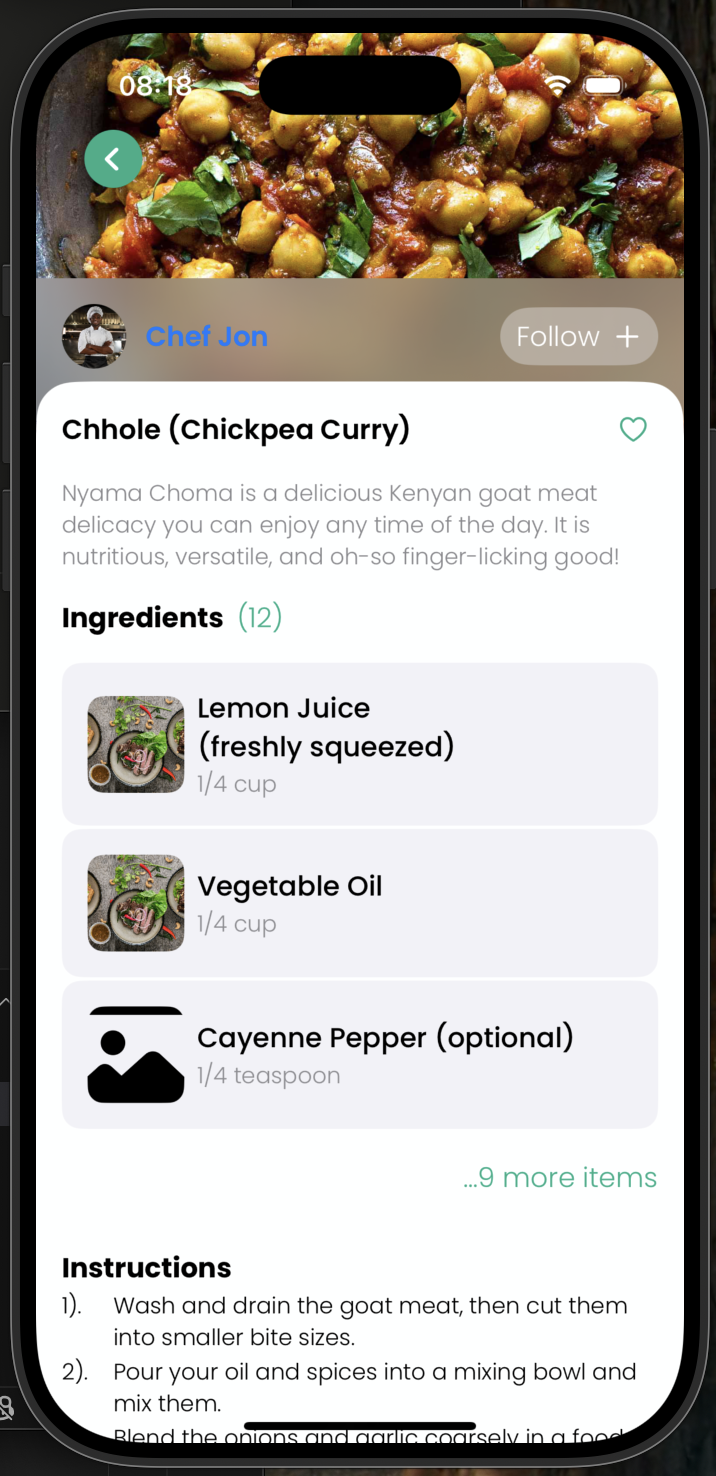 08:18
Chef Jon
Follow +
Chhole (Chickpea Curry)
Nyama Choma is a delicious Kenyan goat meat
delicacy you can enjoy any time of the day. It is
nutritious, versatile, and oh-so finger-licking good!
Ingredients (12)
Lemon Juice
(freshly squeezed)
1/4 cup
Vegetable Oil
1/4 cup
Cayenne Pepper (optional)
1/4 teaspoon
...9 more items
Instructions
1). Wash and drain the goat meat, then cut them
into smaller bite sizes.
2). Pour your oil and spices into a mixing bowl and
mix them.
Blend the onions and garlic coarsely in a food